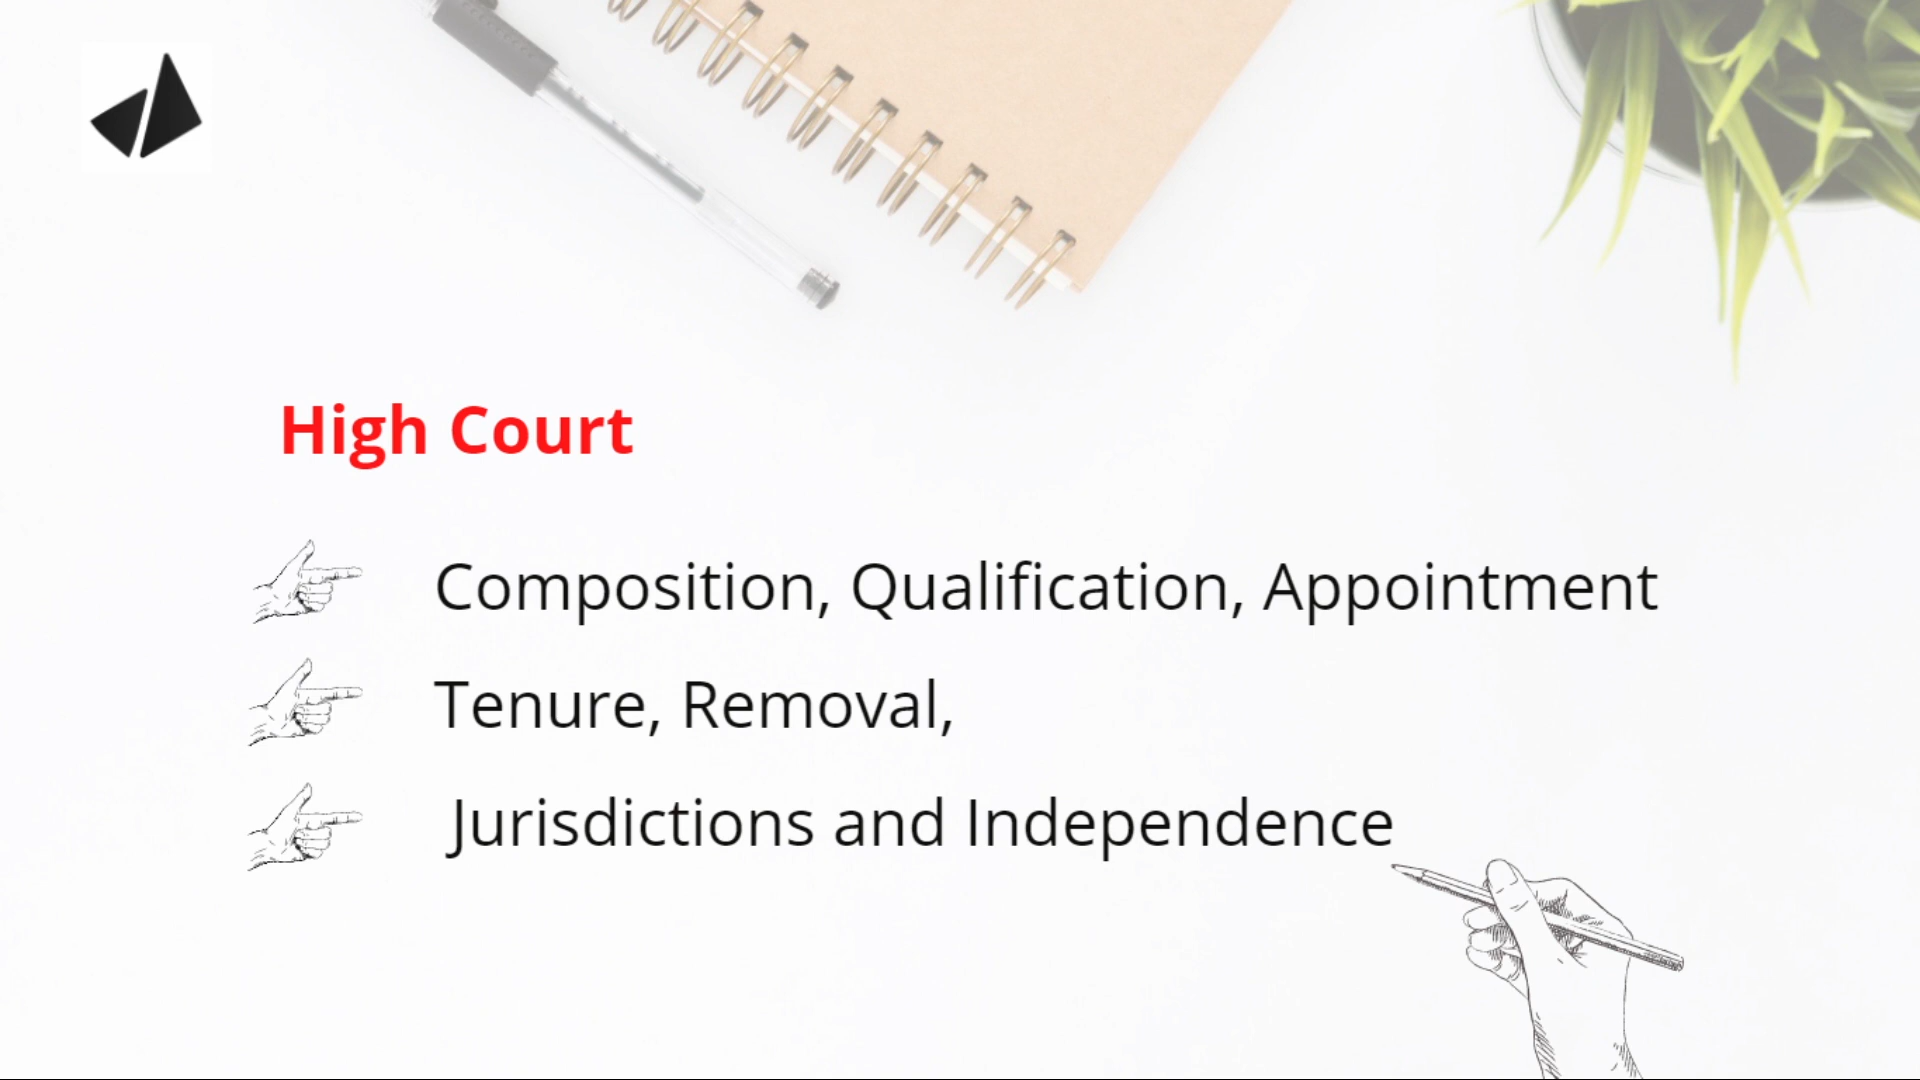 High Court
Composition, Qualification, Appointment
Tenure, Removal,
Jurisdictions and Independence